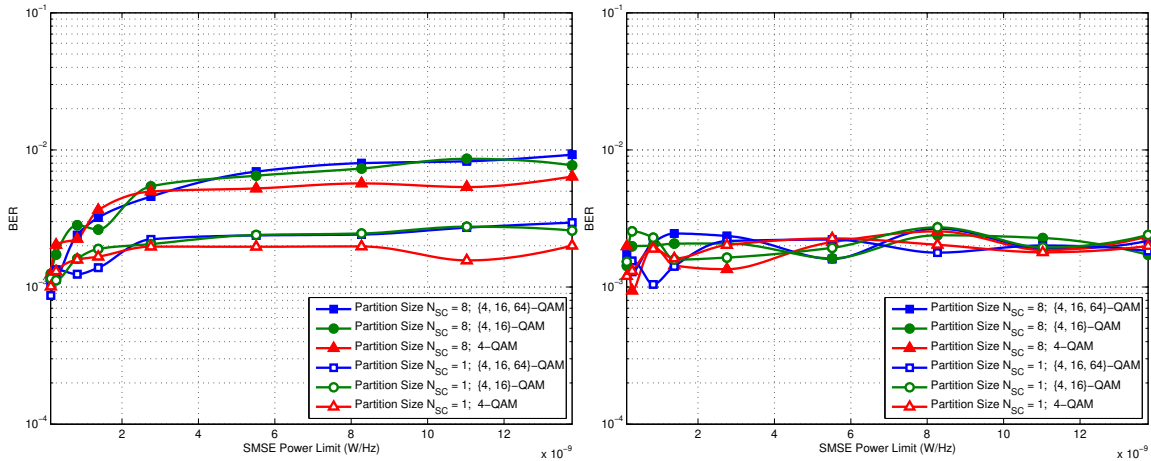 10⁻¹
10⁻²
10⁻³
10⁻⁴
BER
2 4 6 8 10 12
SMSE Power Limit (W/Hz)
x 10⁻⁹
Partition Size N_SC = 8; {4, 16, 64}−QAM
Partition Size N_SC = 8; {4, 16}−QAM
Partition Size N_SC = 8; 4−QAM
Partition Size N_SC = 1; {4, 16, 64}−QAM
Partition Size N_SC = 1; {4, 16}−QAM
Partition Size N_SC = 1; 4−QAM
10⁻¹
10⁻²
10⁻³
10⁻⁴
BER
2 4 6 8 10 12
SMSE Power Limit (W/Hz)
x 10⁻⁹
Partition Size N_SC = 8; {4, 16, 64}−QAM
Partition Size N_SC = 8; {4, 16}−QAM
Partition Size N_SC = 8; 4−QAM
Partition Size N_SC = 1; {4, 16, 64}−QAM
Partition Size N_SC = 1; {4, 16}−QAM
Partition Size N_SC = 1; 4−QAM